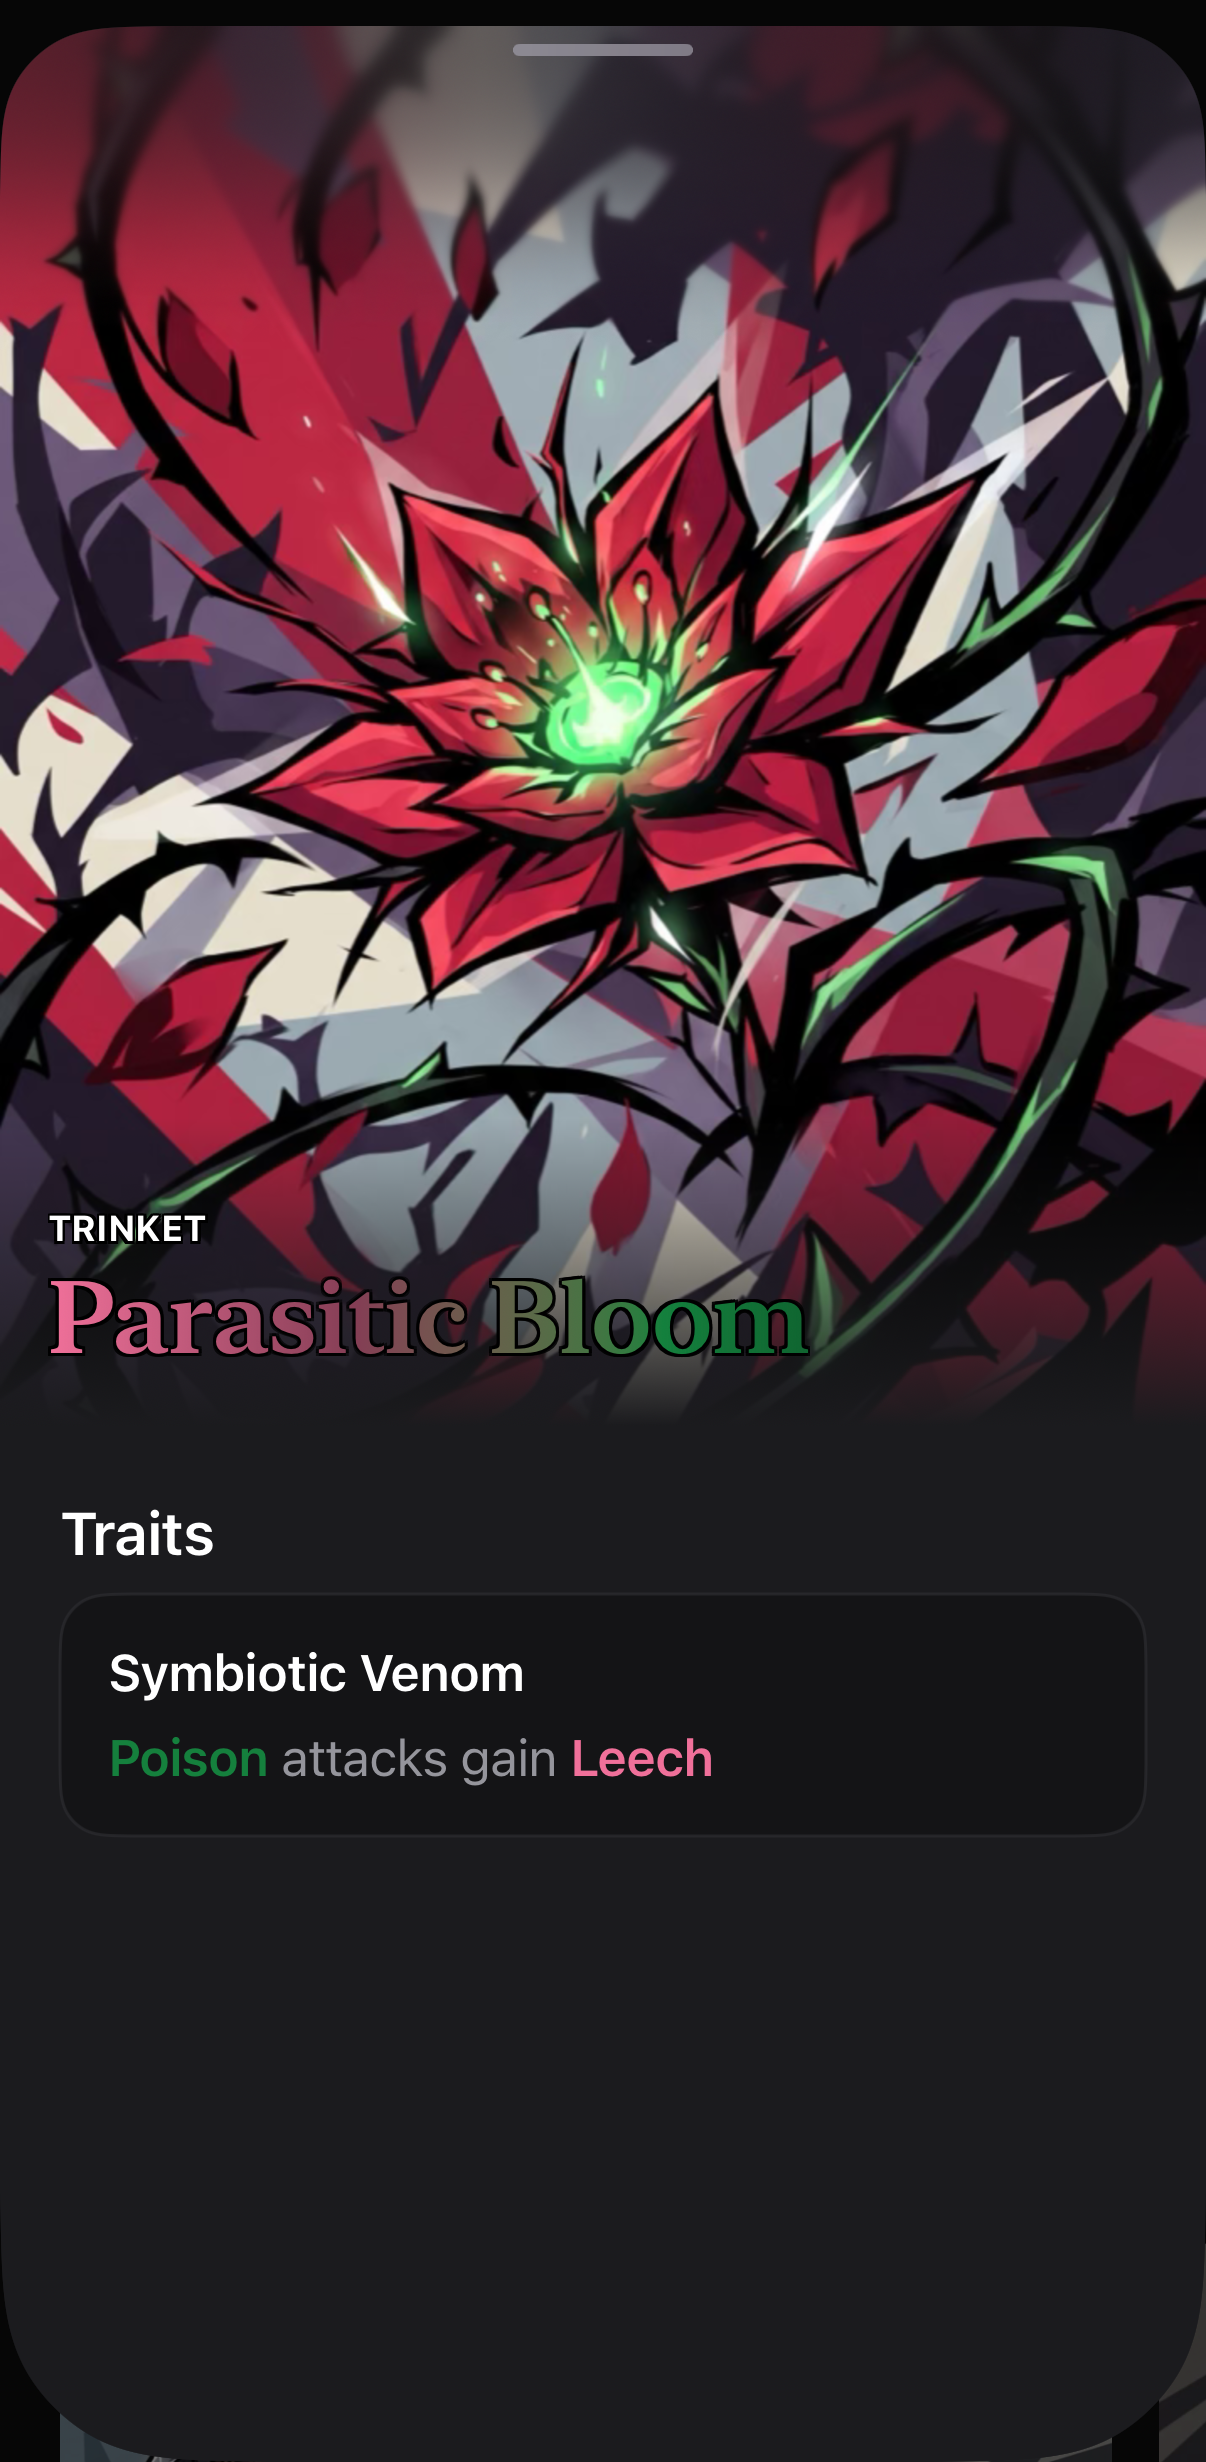 TRINKET
Parasitic Bloom
Traits
Symbiotic Venom
Poison attacks gain Leech